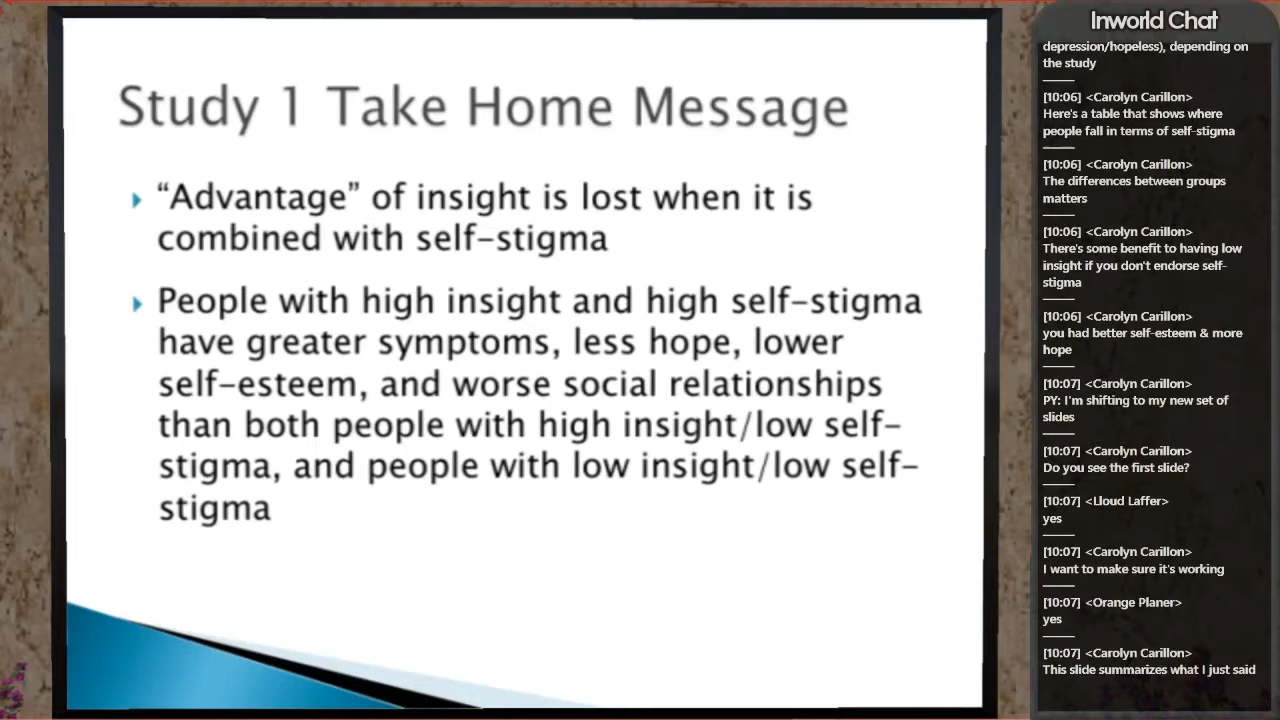 Study 1 Take Home Message
“Advantage” of insight is lost when it is
combined with self-stigma
People with high insight and high self-stigma
have greater symptoms, less hope, lower
self-esteem, and worse social relationships
than both people with high insight/low self-
stigma, and people with low insight/low self-
stigma
Inworld Chat
depression/hopeless), depending on
the study
[10:06] <Carolyn Carillon>
Here's a table that shows where
people fall in terms of self-stigma
[10:06] <Carolyn Carillon>
The differences between groups
matters
[10:06] <Carolyn Carillon>
There's some benefit to having low
insight if you don't endorse self-
stigma
[10:06] <Carolyn Carillon>
you had better self-esteem & more
hope
[10:07] <Carolyn Carillon>
PY: I'm shifting to my new set of
slides
[10:07] <Carolyn Carillon>
Do you see the first slide?
[10:07] <Lloud Laffer>
yes
[10:07] <Carolyn Carillon>
I want to make sure it's working
[10:07] <Orange Planer>
yes
[10:07] <Carolyn Carillon>
This slide summarizes what I just said